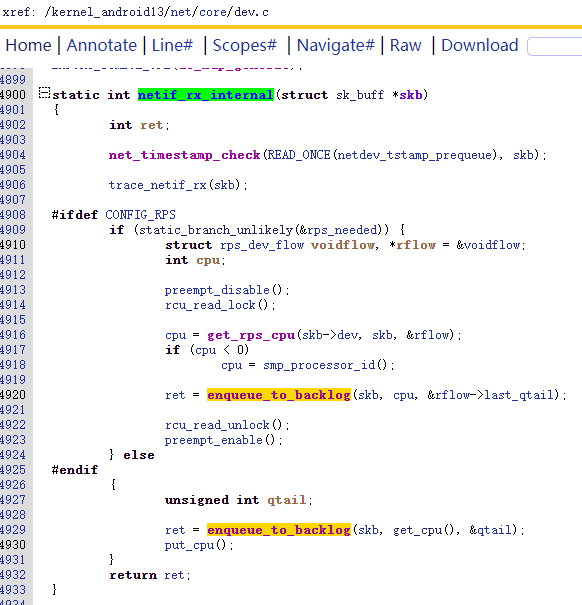 xref: /kernel_android13/net/core/dev.c
Home | Annotate | Line# | Scopes# | Navigate# | Raw | Download
4899
4900 static int netif_rx_internal(struct sk_buff *skb)
4901 {
4902 int ret;
4903
4904 net_timestamp_check(READ_ONCE(netdev_tstamp_prequeue), skb);
4905
4906 trace_netif_rx(skb);
4907
4908 #ifdef CONFIG_RPS
4909 if (static_branch_unlikely(&rps_needed)) {
4910 struct rps_dev_flow voidflow, *rflow = &voidflow;
4911 int cpu;
4912
4913 preempt_disable();
4914 rcu_read_lock();
4915
4916 cpu = get_rps_cpu(skb->dev, skb, &rflow);
4917 if (cpu < 0)
4918 cpu = smp_processor_id();
4919
4920 ret = enqueue_to_backlog(skb, cpu, &rflow->last_qtail);
4921
4922 rcu_read_unlock();
4923 preempt_enable();
4924 } else
4925 #endif
4926 {
4927 unsigned int qtail;
4928
4929 ret = enqueue_to_backlog(skb, get_cpu(), &qtail);
4930 put_cpu();
4931 }
4932 return ret;
4933 }